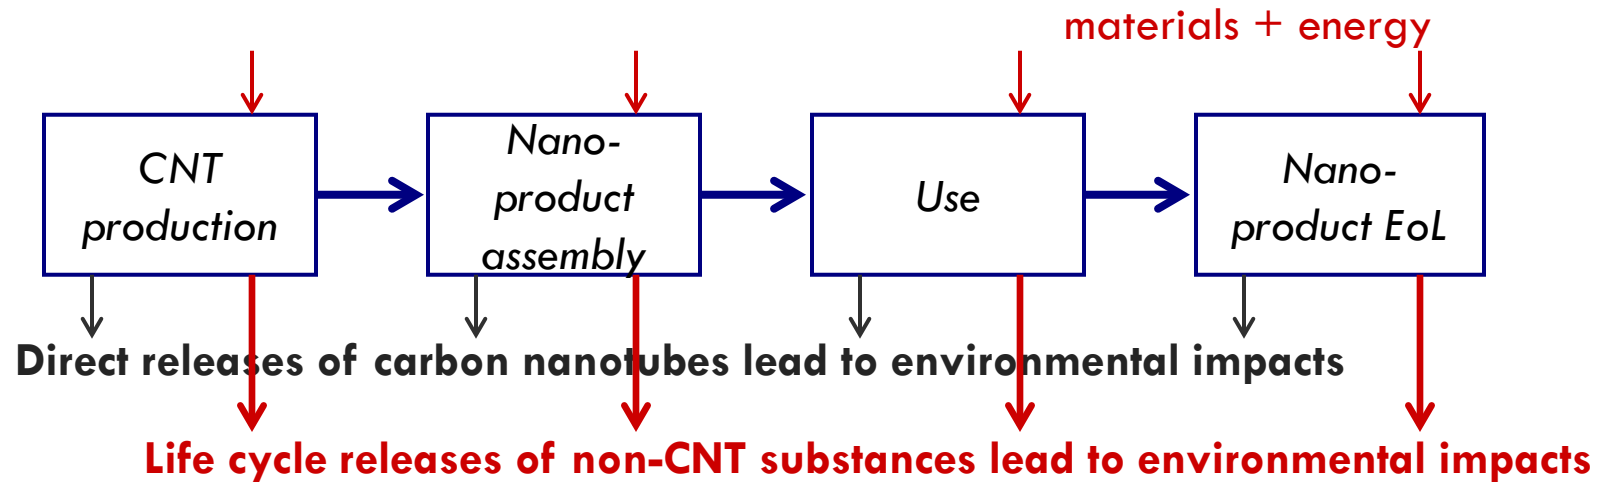 materials + energy
CNT
production
Nano-
product
assembly
Use
Nano-
product EoL
Direct releases of carbon nanotubes lead to environmental impacts
Life cycle releases of non-CNT substances lead to environmental impacts